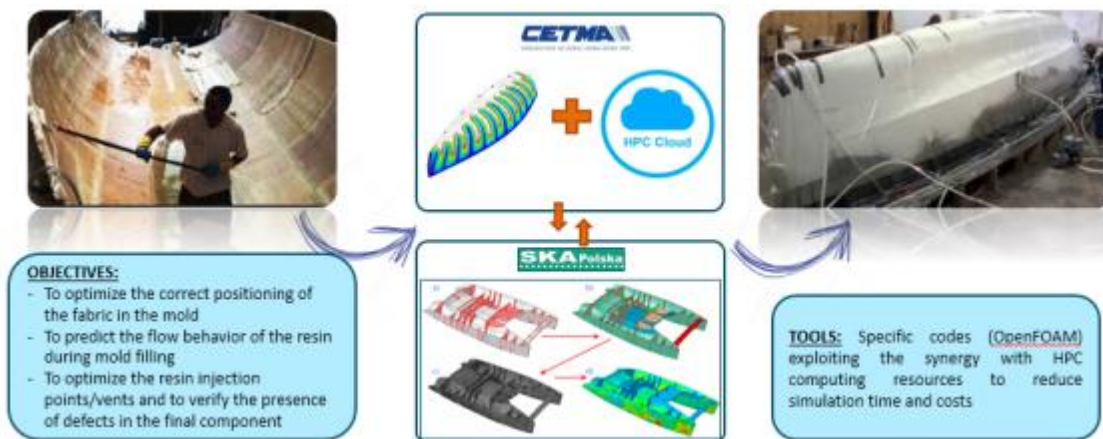 CETMA
HPC Cloud
SKA Polska
OBJECTIVES:
- To optimize the correct positioning of
the fabric in the mold
- To predict the flow behavior of the resin
during mold filling
- To optimize the resin injection
points/vents and to verify the presence
of defects in the final component
TOOLS: Specific codes (OpenFOAM)
exploiting the synergy with HPC
computing resources to reduce
simulation time and costs